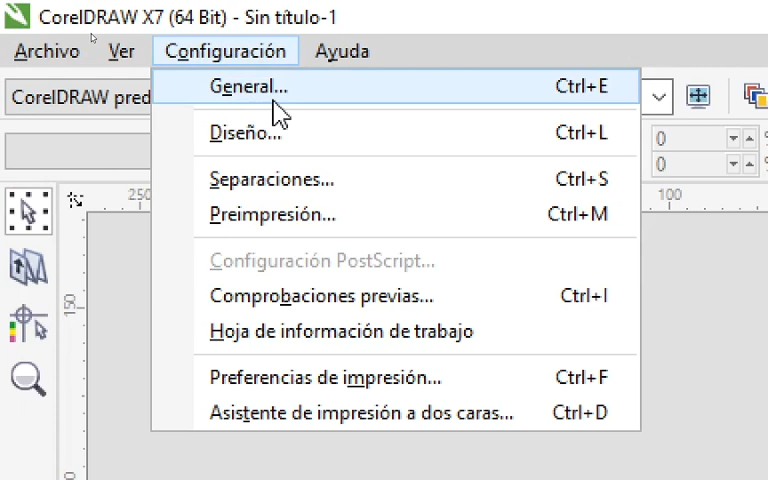 CorelDRAW X7 (64 Bit) - Sin título-1
Archivo Ver Configuración Ayuda
CorelDRAW pred
General... Ctrl+E
Diseño... Ctrl+L
0
0
Separaciones... Ctrl+S
250 100
Preimpresión... Ctrl+M
Configuración PostScript...
Comprobaciones previas... Ctrl+I
150
Hoja de información de trabajo
Preferencias de impresión... Ctrl+F
Asistente de impresión a dos caras... Ctrl+D